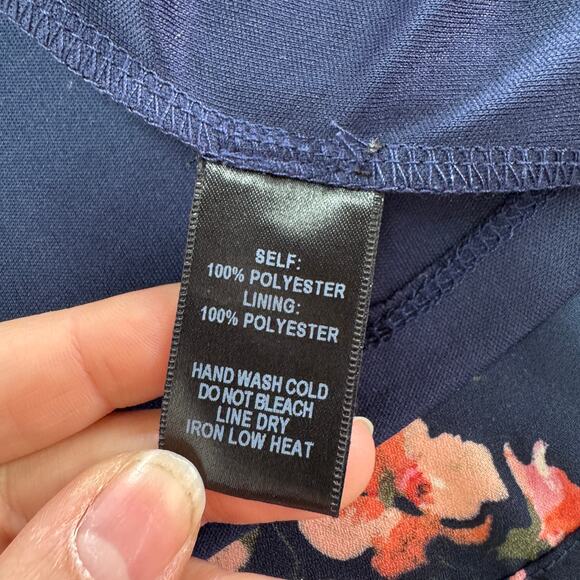 SELF:
100% POLYESTER
LINING:
100% POLYESTER
HAND WASH COLD
DO NOT BLEACH
LINE DRY
IRON LOW HEAT